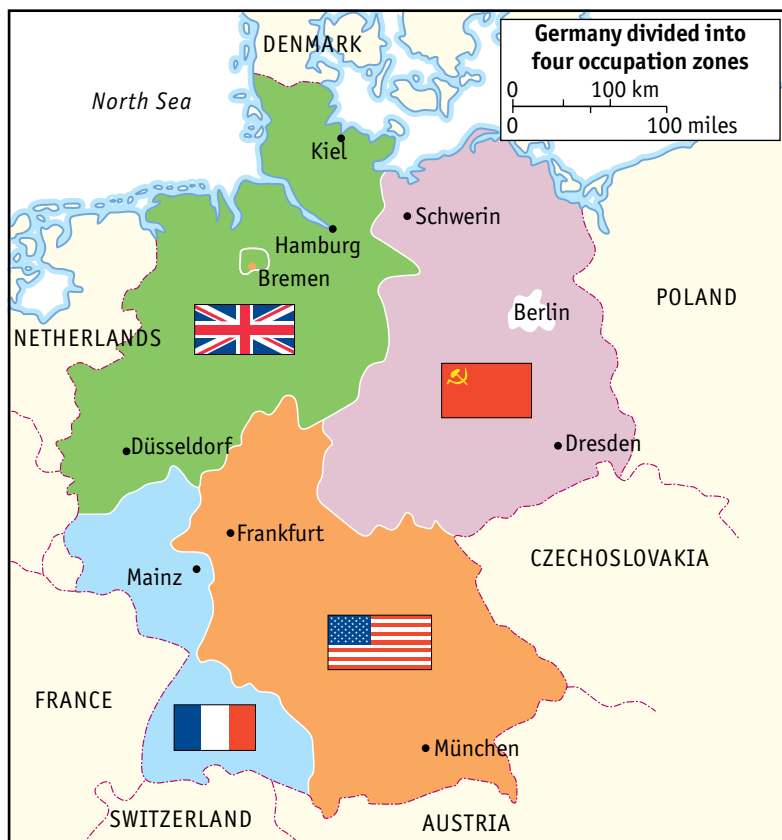 DENMARK
Germany divided into
four occupation zones
0 100 km
0 100 miles
North Sea
Kiel
Schwerin
Hamburg
Bremen
Berlin
POLAND
NETHERLANDS
Düsseldorf
Dresden
Frankfurt
Mainz
CZECHOSLOVAKIA
FRANCE
München
SWITZERLAND
AUSTRIA